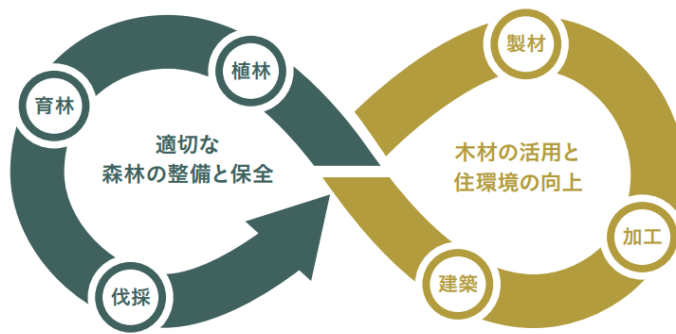 植林
育林
適切な
森林の整備と保全
伐採
製材
木材の活用と
住環境の向上
加工
建築